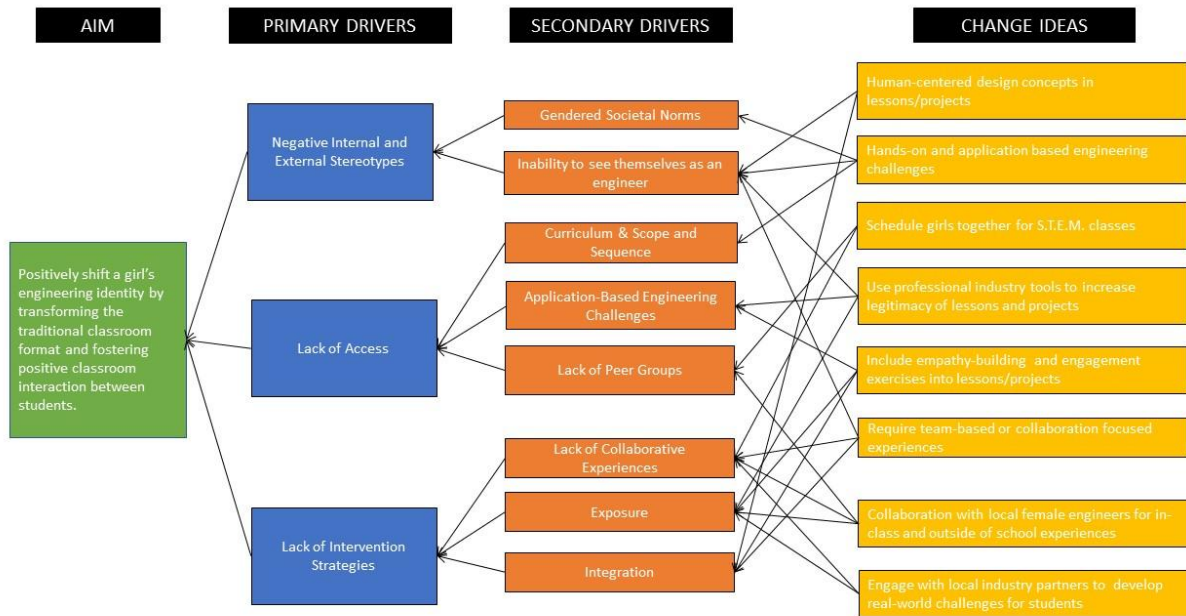 AIM
PRIMARY DRIVERS
SECONDARY DRIVERS
CHANGE IDEAS
Positively shift a girl's
engineering identity by
transforming the
traditional classroom
format and fostering
positive classroom
interaction between
students.
Negative Internal and
External Stereotypes
Lack of Access
Lack of Intervention
Strategies
Gendered Societal Norms
Inability to see themselves as an
engineer
Curriculum & Scope and
Sequence
Application-Based Engineering
Challenges
Lack of Peer Groups
Lack of Collaborative
Experiences
Exposure
Integration
Human-centered design concepts in
lessons/projects
Hands-on and application based engineering
challenges
Schedule girls together for S.T.E.M. classes
Use professional industry tools to increase
legitimacy of lessons and projects
Include empathy-building and engagement
exercises into lessons/projects
Require team-based or collaboration focused
experiences
Collaboration with local female engineers for in-
class and outside of school experiences
Engage with local industry partners to develop
real-world challenges for students